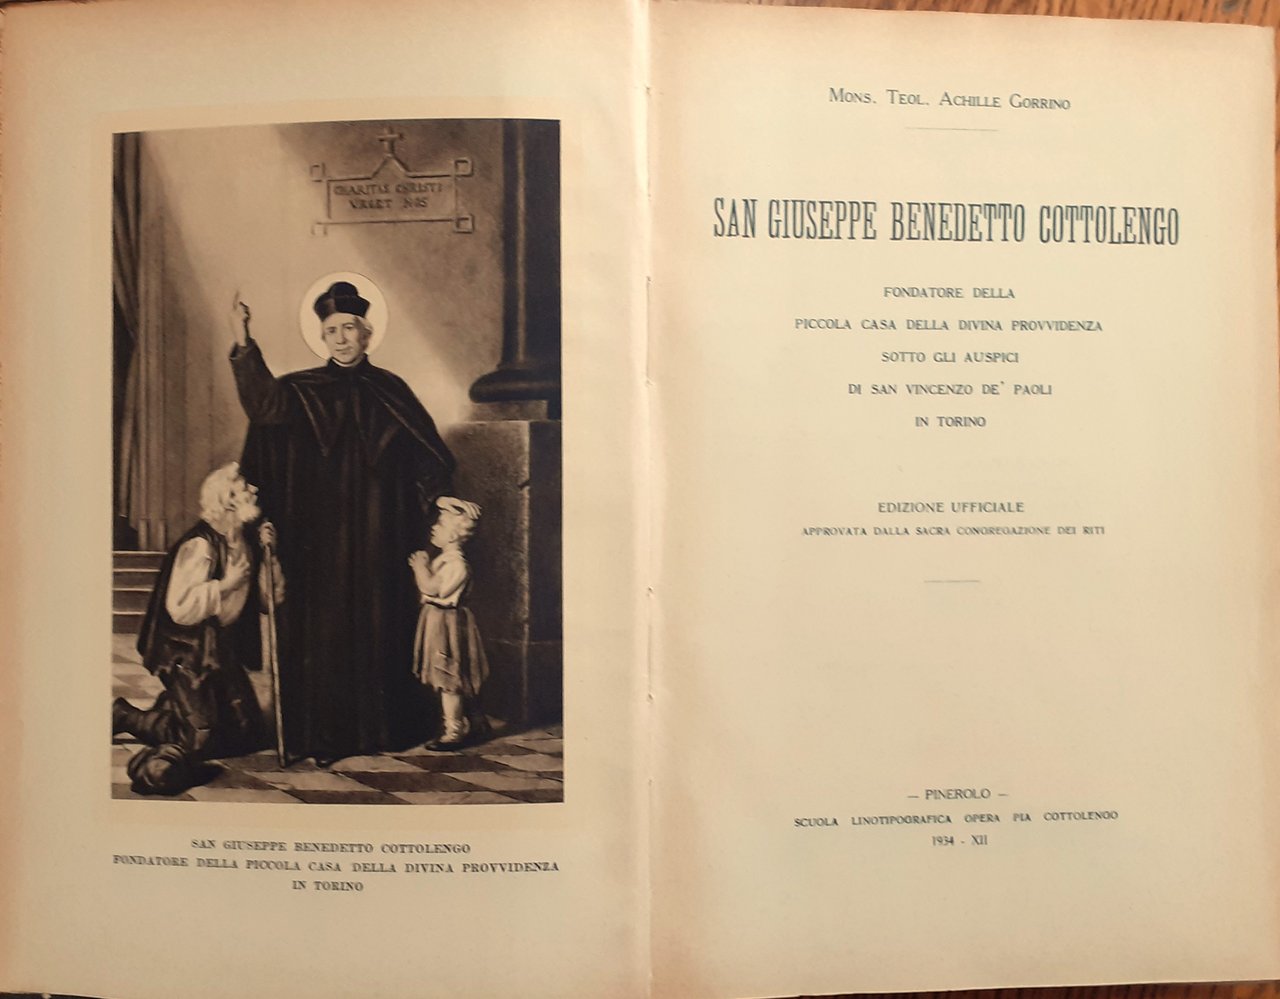 CHARITAS CHRISTI
VRGET NOS
SAN GIUSEPPE BENEDETTO COTTOLENGO
FONDATORE DELLA PICCOLA CASA DELLA DIVINA PROVVIDENZA
IN TORINO
Mons. Teol. Achille Gorrino
SAN GIUSEPPE BENEDETTO COTTOLENGO
FONDATORE DELLA
PICCOLA CASA DELLA DIVINA PROVVIDENZA
SOTTO GLI AUSPICI
DI SAN VINCENZO DE' PAOLI
IN TORINO
EDIZIONE UFFICIALE
APPROVATA DALLA SACRA CONGREGAZIONE DEI RITI
— PINEROLO —
SCUOLA LINOTIPOGRAFICA OPERA PIA COTTOLENGO
1934 - XII